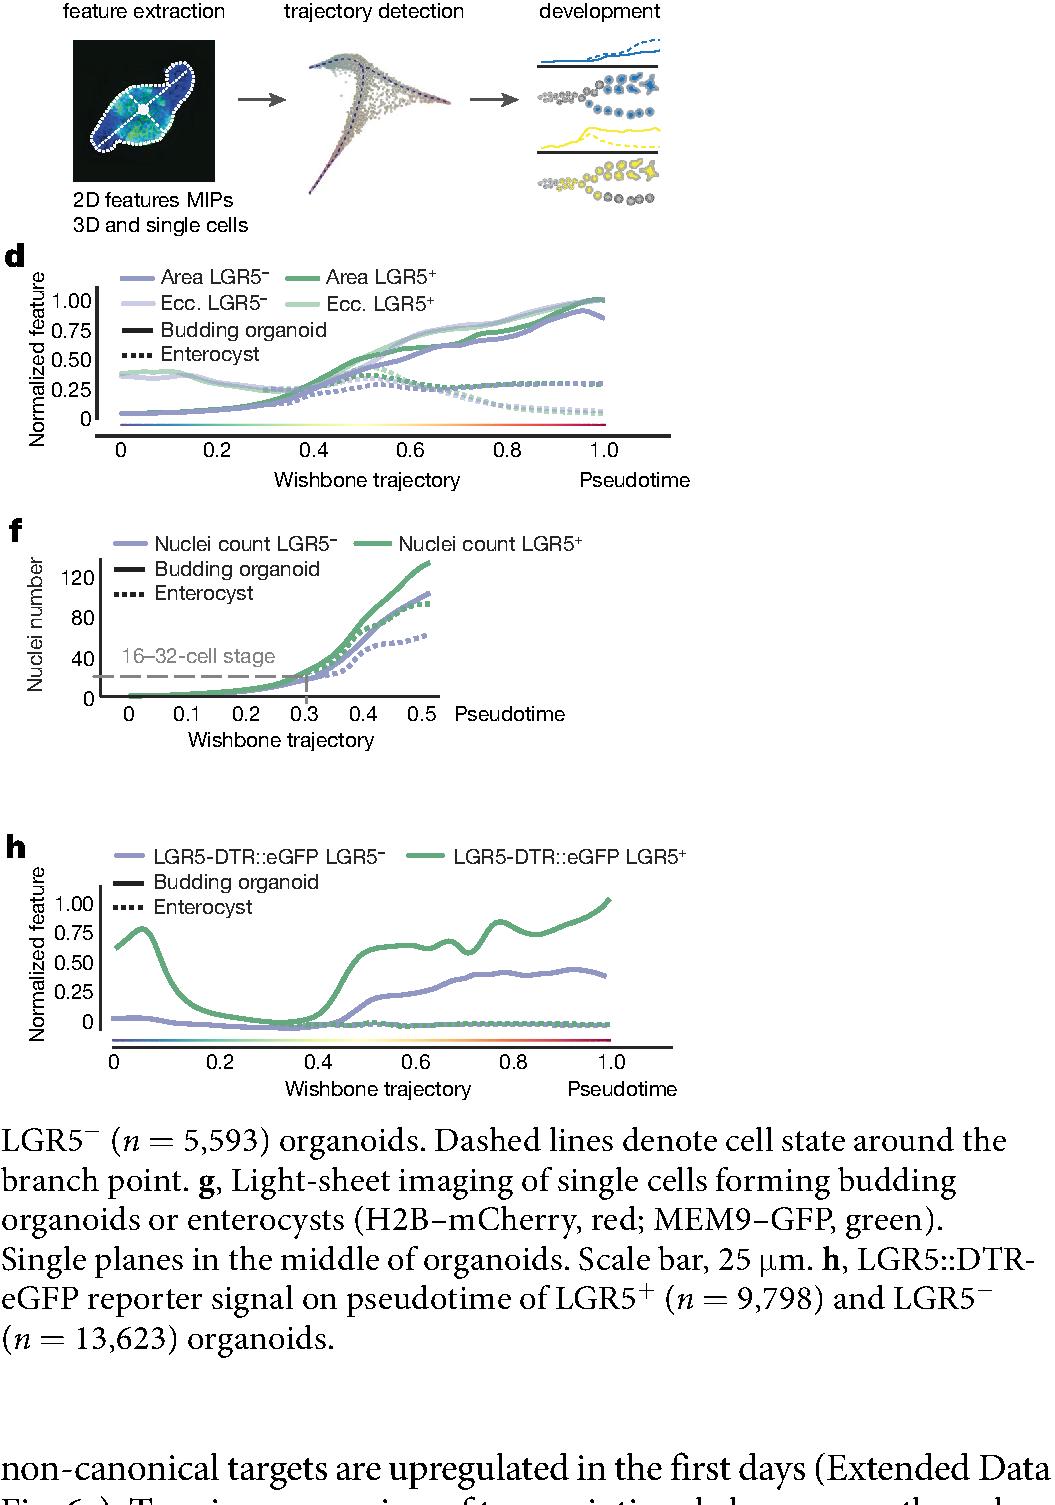 feature extraction
trajectory detection
development
2D features MIPs
3D and single cells
d
Area LGR5⁻
Area LGR5⁺
Ecc. LGR5⁻
Ecc. LGR5⁺
Budding organoid
Enterocyst
Normalized feature
1.00
0.75
0.50
0.25
0
0 0.2 0.4 0.6 0.8 1.0
Wishbone trajectory
Pseudotime
f
Nuclei count LGR5⁻
Nuclei count LGR5⁺
Budding organoid
Enterocyst
Nuclei number
120
80
40
0
16–32-cell stage
0 0.1 0.2 0.3 0.4 0.5 Pseudotime
Wishbone trajectory
h
LGR5-DTR::eGFP LGR5⁻
LGR5-DTR::eGFP LGR5⁺
Budding organoid
Enterocyst
Normalized feature
1.00
0.75
0.50
0.25
0
0 0.2 0.4 0.6 0.8 1.0
Wishbone trajectory
Pseudotime
LGR5⁻ (n = 5,593) organoids. Dashed lines denote cell state around the
branch point. g, Light-sheet imaging of single cells forming budding
organoids or enterocysts (H2B–mCherry, red; MEM9–GFP, green).
Single planes in the middle of organoids. Scale bar, 25 μm. h, LGR5::DTR-
eGFP reporter signal on pseudotime of LGR5⁺ (n = 9,798) and LGR5⁻
(n = 13,623) organoids.
non-canonical targets are upregulated in the first days (Extended Data